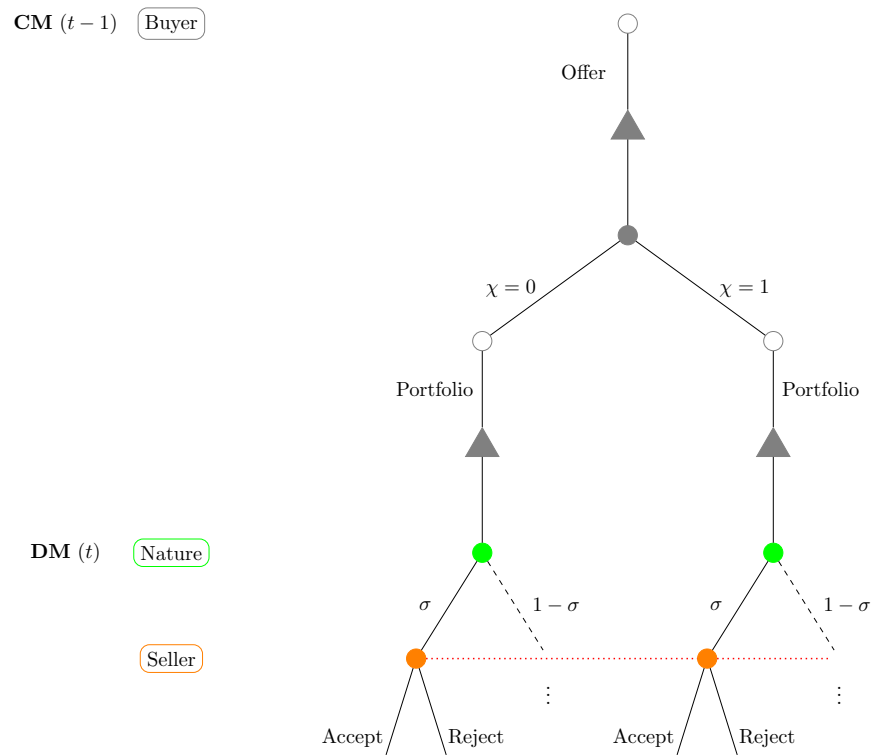 CM (t − 1) Buyer
Offer
χ = 0 χ = 1
Portfolio Portfolio
DM (t) Nature
σ 1 − σ σ 1 − σ
Seller
⋮ ⋮
Accept Reject Accept Reject